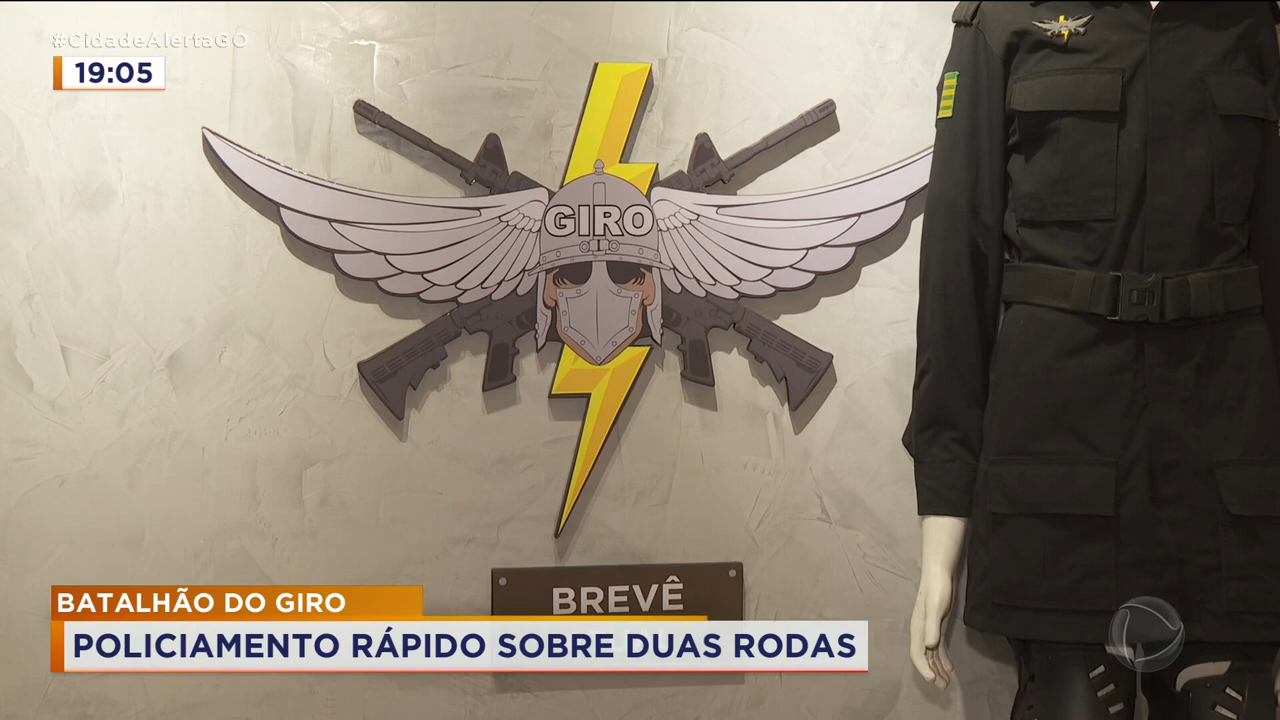 #CidadeAlertaGO
19:05
GIRO
BREVÊ
BATALHÃO DO GIRO
POLICIAMENTO RÁPIDO SOBRE DUAS RODAS